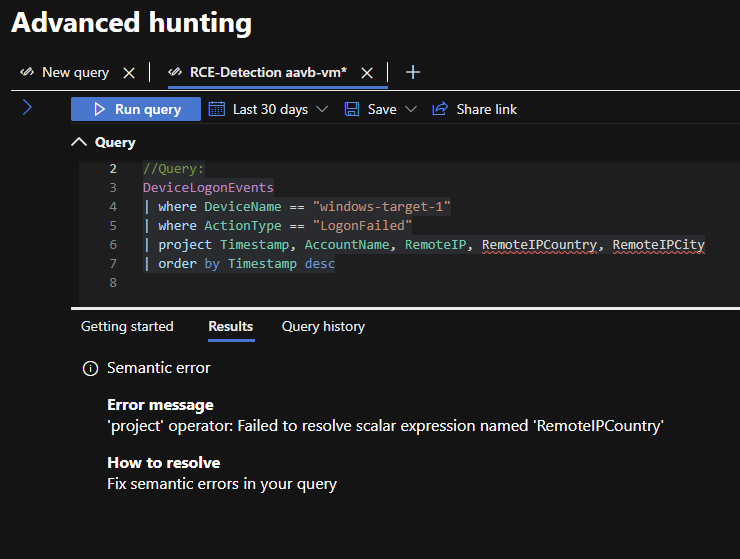 Advanced hunting
New query
RCE-Detection aavb-vm*
Run query
Last 30 days
Save
Share link
Query
2 //Query:
3 DeviceLogonEvents
4 | where DeviceName == "windows-target-1"
5 | where ActionType == "LogonFailed"
6 | project Timestamp, AccountName, RemoteIP, RemoteIPCountry, RemoteIPCity
7 | order by Timestamp desc
8
Getting started
Results
Query history
Semantic error
Error message
'project' operator: Failed to resolve scalar expression named 'RemoteIPCountry'
How to resolve
Fix semantic errors in your query